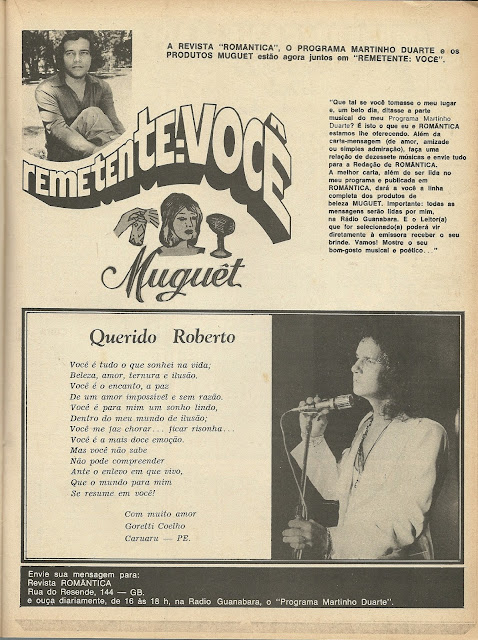 A REVISTA "ROMÂNTICA", O PROGRAMA MARTINHO DUARTE e os
PRODUTOS MUGUET estão agora juntos em "REMETENTE: VOCÊ".
remetente: VOCÊ
Muguêt
"Que tal se você tomasse o meu lugar
e, um belo dia, ditasse a parte
musical do meu Programa Martinho
Duarte? É isto o que eu e ROMÂNTICA
estamos lhe oferecendo. Além da
carta-mensagem (de amor, amizade
ou simples admiração), faça uma
relação de dezessete músicas e envie tudo
para a Redação de ROMÂNTICA.
A melhor carta, além de ser lida no
meu programa e publicada em
ROMÂNTICA, dará a você a linha
completa dos produtos de
beleza MUGUET. Importante: todas as
mensagens serão lidas por mim,
na Rádio Guanabara. E o Leitor(a)
que for selecionado(a) poderá vir
diretamente à emissora receber o seu
brinde. Vamos! Mostre o seu
bom-gosto musical e poético..."
Querido Roberto
Você é tudo o que sonhei na vida;
Beleza, amor, ternura e ilusão.
Você é o encanto, a paz
De um amor impossível e sem razão.
Você é para mim um sonho lindo,
Dentro do meu mundo de ilusão;
Você me faz chorar... ficar risonha...
Você é a mais doce emoção.
Mas você não sabe
Não pode compreender
Ante o enlevo em que vivo,
Que o mundo para mim
Se resume em você!
Com muito amor
Goretti Coelho
Caruaru — PE.
Envie sua mensagem para:
Revista ROMÂNTICA
Rua do Resende, 144 — GB.
e ouça diariamente, de 16 às 18 h, na Radio Guanabara, o "Programa Martinho Duarte".